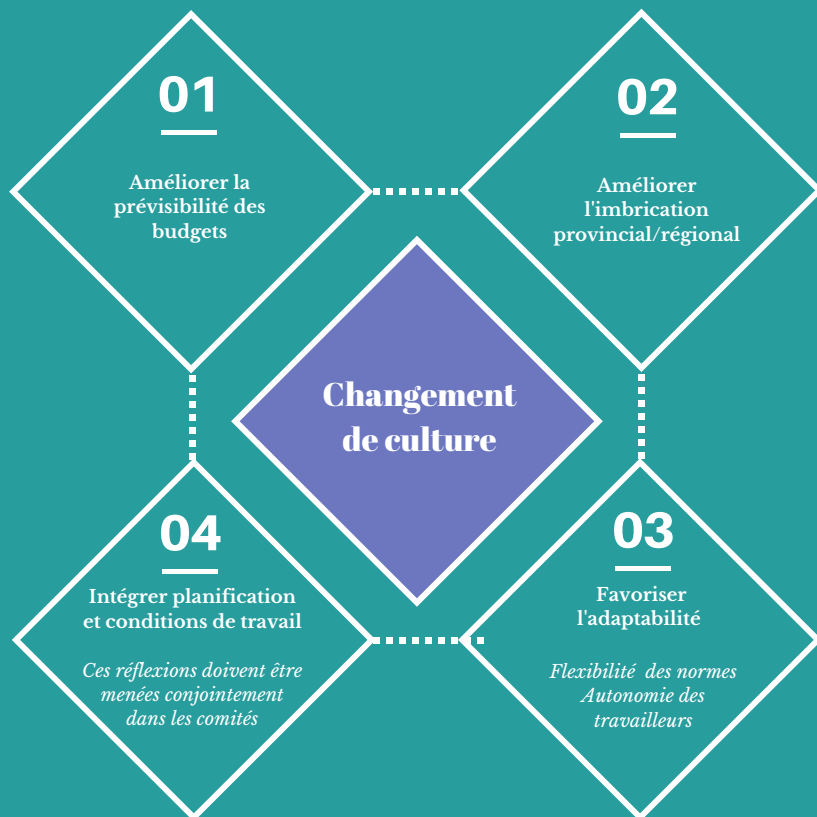 01
Améliorer la
prévisibilité des
budgets
02
Améliorer
l'imbrication
provincial/régional
Changement
de culture
03
Favoriser
l'adaptabilité
Flexibilité  des normes
Autonomie des
travailleurs
04
Intégrer planification
et conditions de travail
Ces réflexions doivent être
menées conjointement
dans les comités